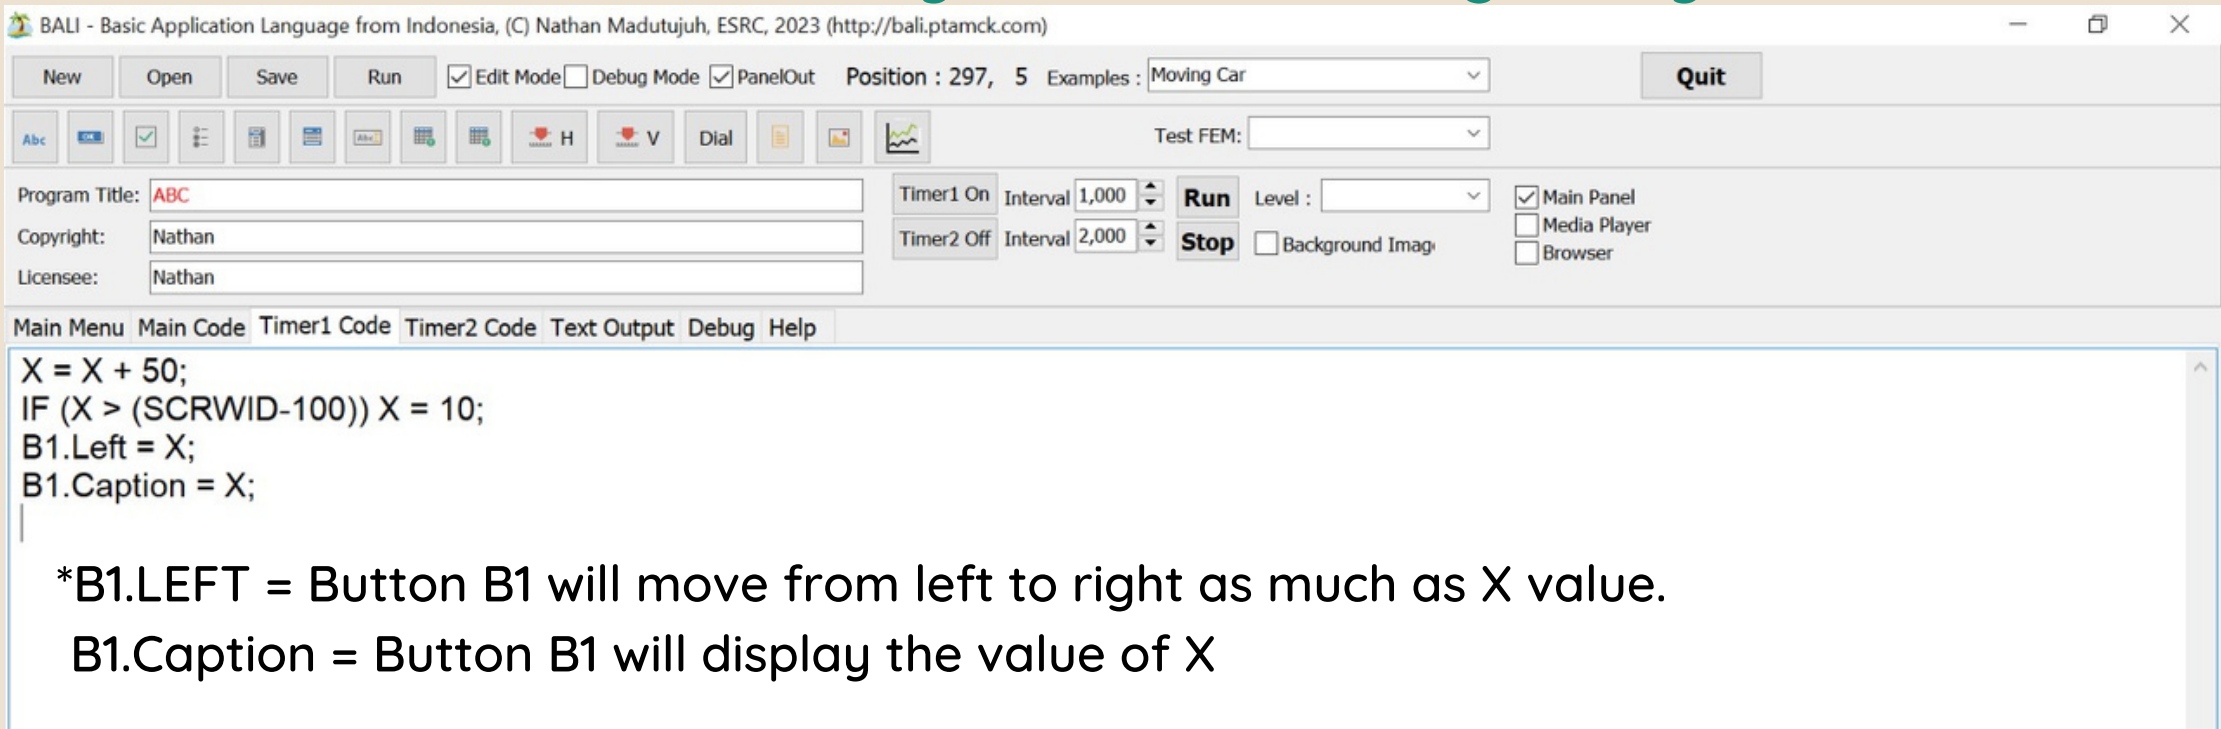 BALI - Basic Application Language from Indonesia, (C) Nathan Madutujuh, ESRC, 2023 (http://bali.ptamck.com)
New Open Save Run Edit Mode Debug Mode PanelOut Position : 297, 5 Examples : Moving Car Quit
Abc OK Abc H V Dial Test FEM:
Program Title: ABC Timer1 On Interval 1,000 Run Level : Main Panel
Media Player
Copyright: Nathan Timer2 Off Interval 2,000 Stop Background Imag
Browser
Licensee: Nathan
Main Menu Main Code Timer1 Code Timer2 Code Text Output Debug Help
X = X + 50;
IF (X > (SCRWID-100)) X = 10;
B1.Left = X;
B1.Caption = X;
*B1.LEFT = Button B1 will move from left to right as much as X value.
B1.Caption = Button B1 will display the value of X